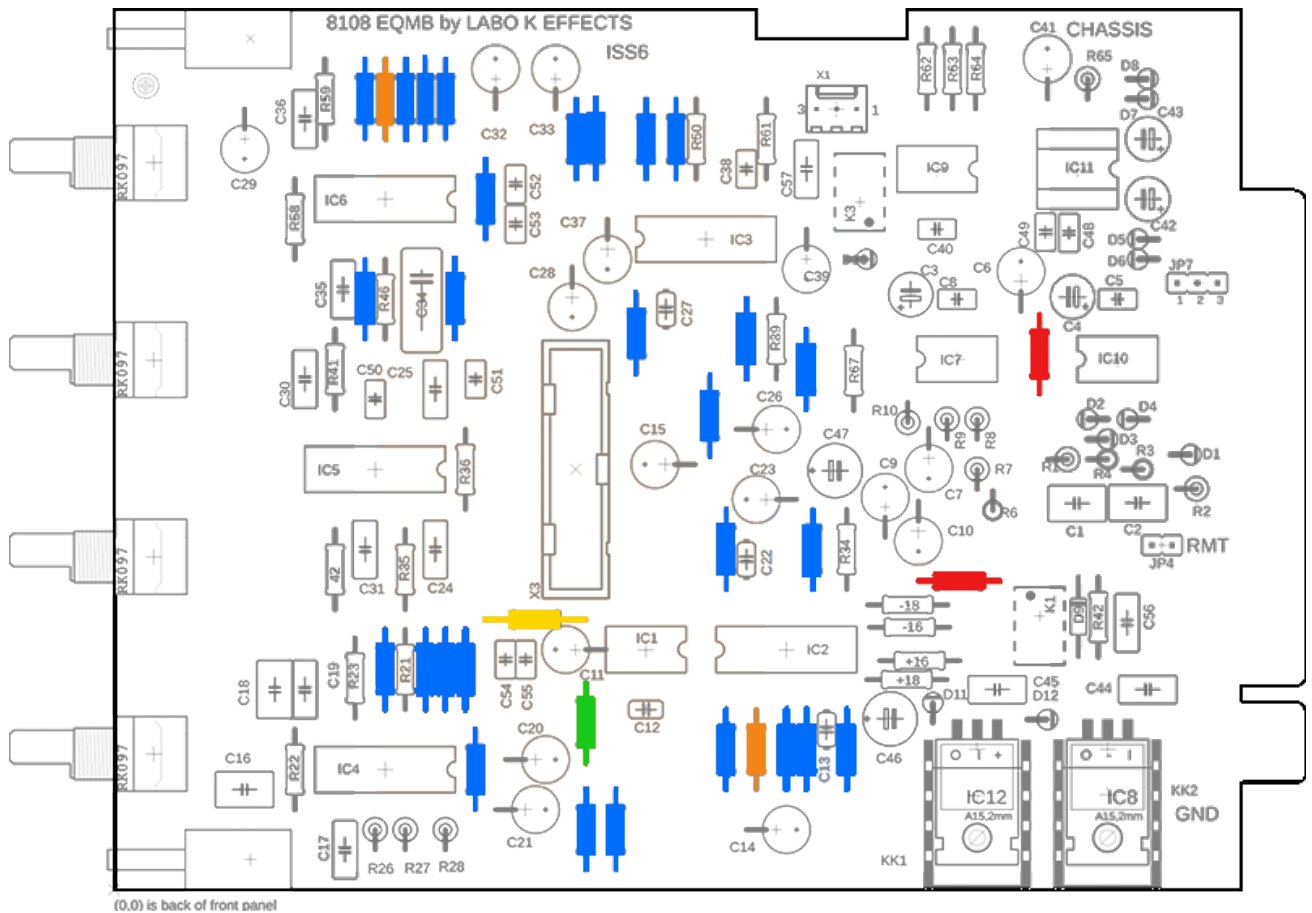 8108 EQMB by LABO K EFFECTS
ISS6
CHASSIS
C41
R62
R63
R64
R65
D8
D7
C43
X1
3
1
C36
R59
C32
C33
R50
R61
C38
C57
K3
IC9
IC11
RK097
C29
IC6
C52
C53
R68
C37
IC3
C40
C49
C48
C42
D5
D6
JP7
1 2 3
C28
C39
C3
C8
C6
C5
C4
C35
R46
C34
C27
R39
R67
IC7
IC10
RK097
C30
R41
C50
C25
C51
C26
R10
R9
R8
D2
D4
D3
D1
C15
C47
IC5
R36
C23
C9
C7
R7
R1
R4
R3
R2
R6
C1
C2
C10
JP4
RMT
RK097
42
C31
R35
C24
C22
R34
X3
-18
-16
+16
+18
K1
D9
R42
C56
IC1
IC2
C11
C18
C19
R23
R21
C54
C55
C12
D11
C45
D12
C44
RK097
C16
R22
IC4
C20
C13
C46
KK2
GND
IC12
A15,2mm
IC8
A15,2mm
C21
C17
R26
R27
R28
C14
KK1
(0,0) is back of front panel